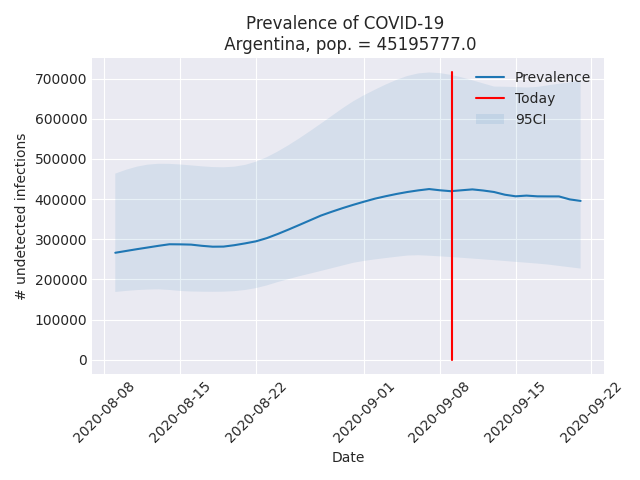 Prevalence of COVID-19
Argentina, pop. = 45195777.0
Prevalence
Today
95CI
# undetected infections
700000
600000
500000
400000
300000
200000
100000
0
2020-08-08
2020-08-15
2020-08-22
2020-09-01
2020-09-08
2020-09-15
2020-09-22
Date